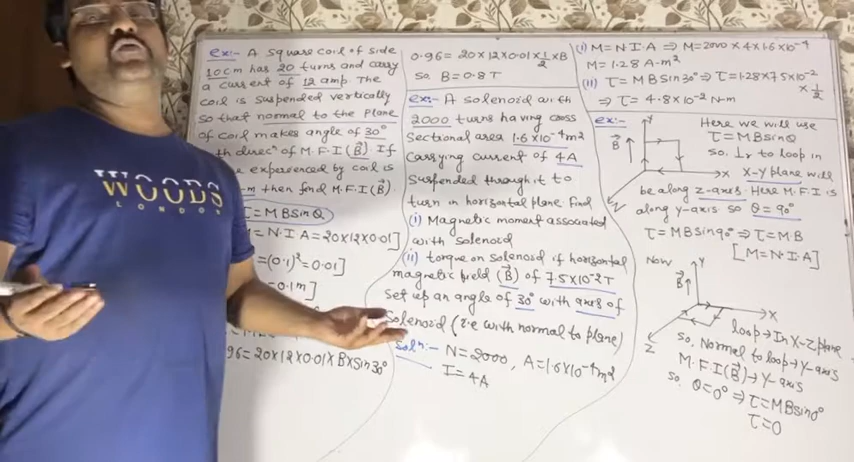 ex:- A square coil of side
10cm has 20 turns and carry
a current of 12 amp. The
coil is suspended vertically
so that normal to the plane
of coil makes angle of 30°
th direcn of M.F.I (B). If
e experienced by coil is
-m then find M.F.I (B).
τ = MBSinθ
= N·I·A = 20×12×0.01]
= (0.1)² = 0.01]
= 0.1m]
96 = 20×12×0.01×B×Sin30°
0.96 = 20×12×0.01×1/2×B
so, B = 0.8 T
ex:- A solenoid with
2000 turns having cross
Sectional area 1.6×10⁻⁴m²
Carrying current of 4A
Suspended through it to
turn in horizontal plane find
(i) Magnetic moment associated
with solenoid
(ii) torque on solenoid if horizontal
magnetic field (B) of 7.5×10⁻²T
set up an angle of 30° with axis of
Solenoid (i.e with normal to plane)
Solⁿ:- N=2000, A=1.6×10⁻⁴m²
I=4A
(i) M=N·I·A ⇒ M=2000×4×1.6×10⁻⁴
M=1.28 A-m²
(ii) τ=MBSin30° ⇒ τ=1.28×7.5×10⁻²×1/2
⇒ τ=4.8×10⁻² N-m
ex:-
Y
B
X
Z
Here we will use
τ=MBsinθ
so, ⊥r to loop in
X-Y plane will
be along z-axis. Here M.F.I is
along y-axis so θ=90°
τ=MBsin90° ⇒ τ=MB
[M=N·I·A]
Now
Y
B
X
Z
loop→In X-Z plane
so, Normal to loop→Y-axis
M.F.I(B)→Y-axis
so, θ=0° ⇒ τ=MBsin0°
τ=0
WOODS
LONDON